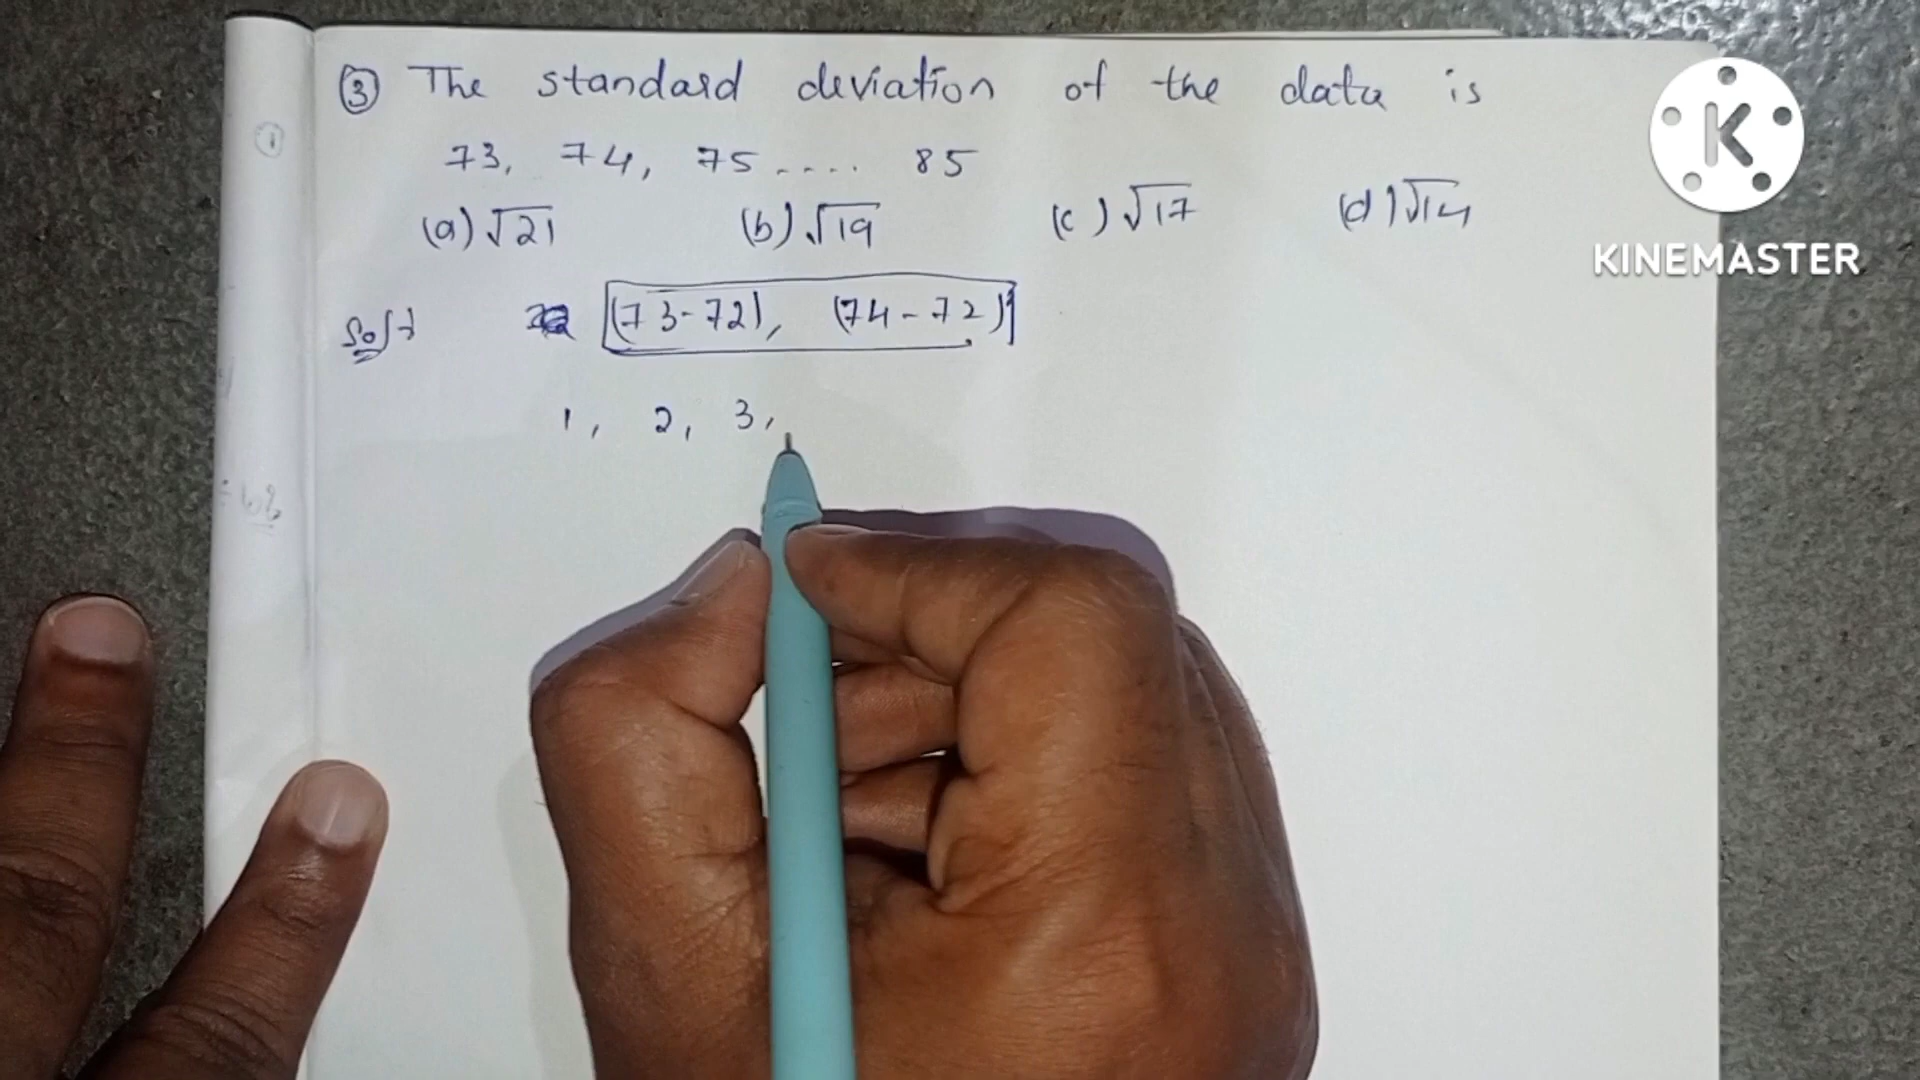 ③ The standard deviation of the data is
73, 74, 75 .... 85
(a) √21 (b) √19 (c) √17 (d) √14
Sol→ (73-72), (74-72)
1, 2, 3,
K
KINEMASTER